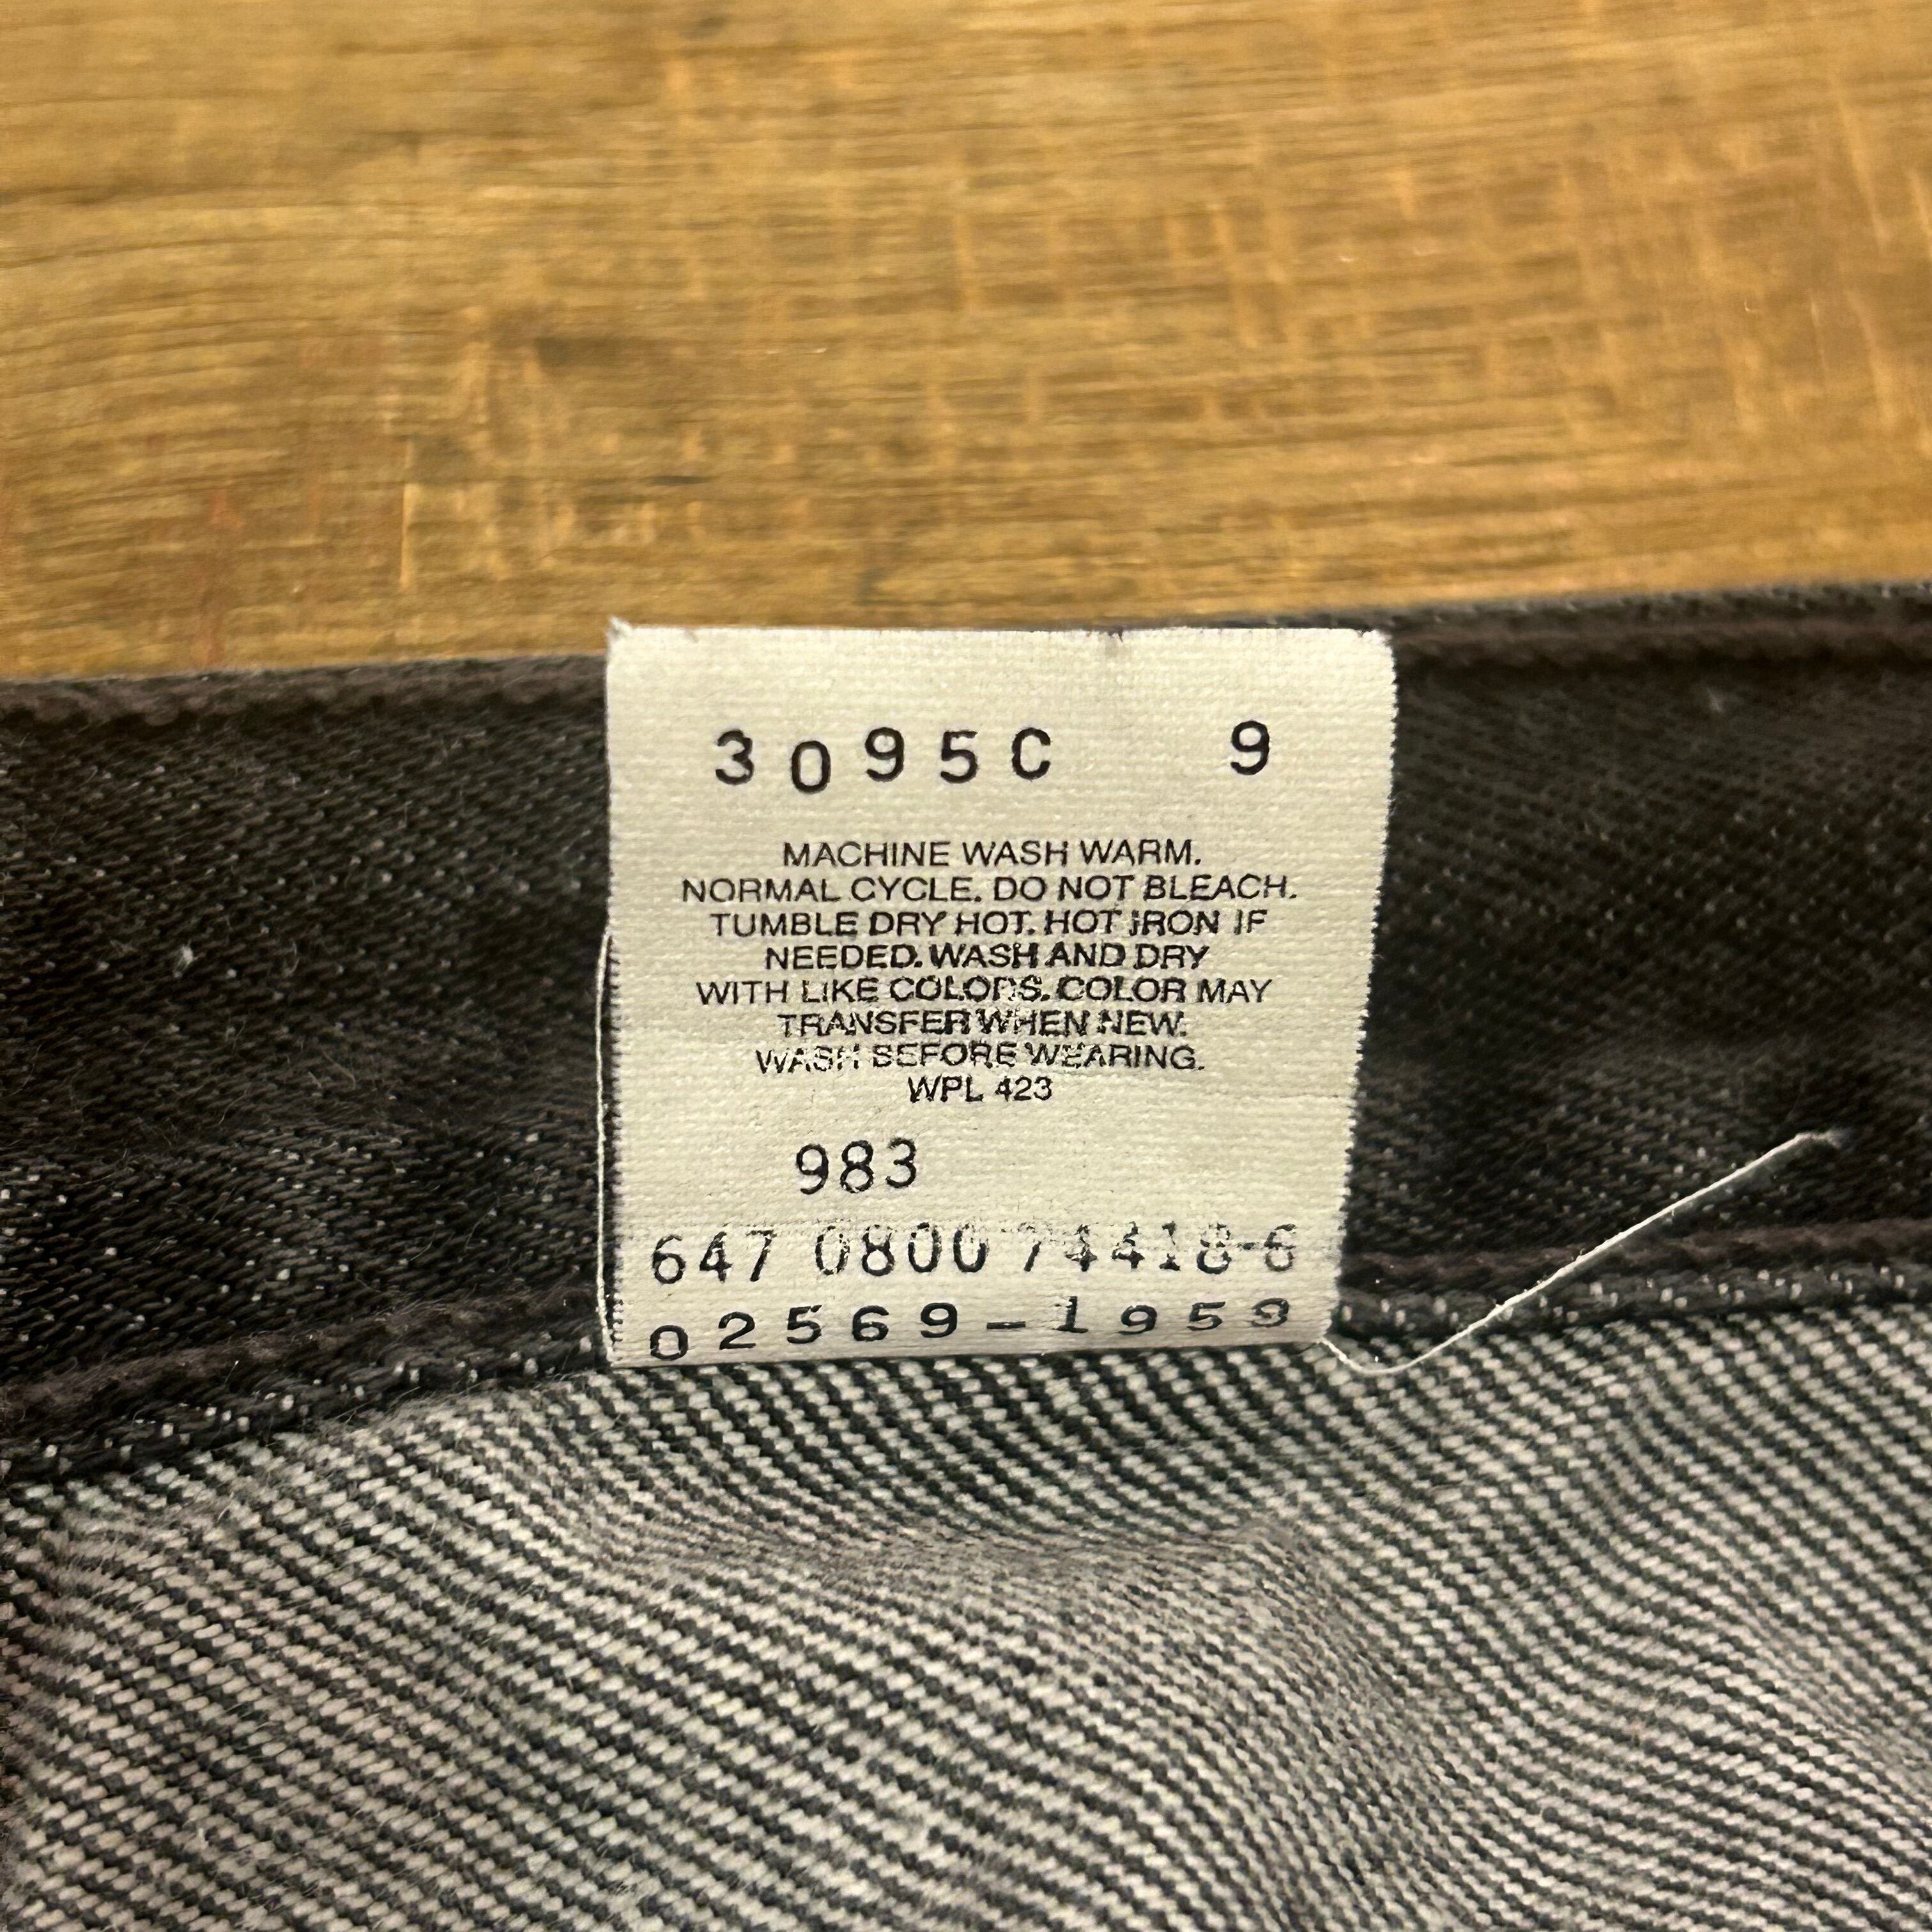 3095C 9
MACHINE WASH WARM.
NORMAL CYCLE. DO NOT BLEACH.
TUMBLE DRY HOT. HOT IRON IF
NEEDED. WASH AND DRY
WITH LIKE COLORS. COLOR MAY
TRANSFER WHEN NEW.
WASH BEFORE WEARING.
WPL 423
983
647 0800 74418-6
02569-1959